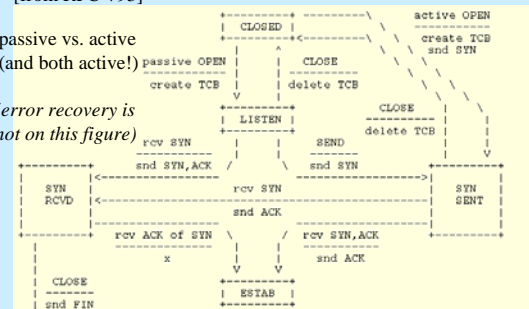 active OPEN
CLOSED
passive vs. active
create TCB
snd SYN
(and both active!)
passive OPEN
CLOSE
create TCB
delete TCB
error recovery is
CLOSE
LISTEN
not on this figure)
delete TCB
rcv SYN
SEND
snd SYN,ACK
snd SYN
SYN
rcv SYN
SYN
RCVD
SENT
snd ACK
rcv ACK of SYN
rcv SYN,ACK
x
snd ACK
CLOSE
ESTAB
snd FIN